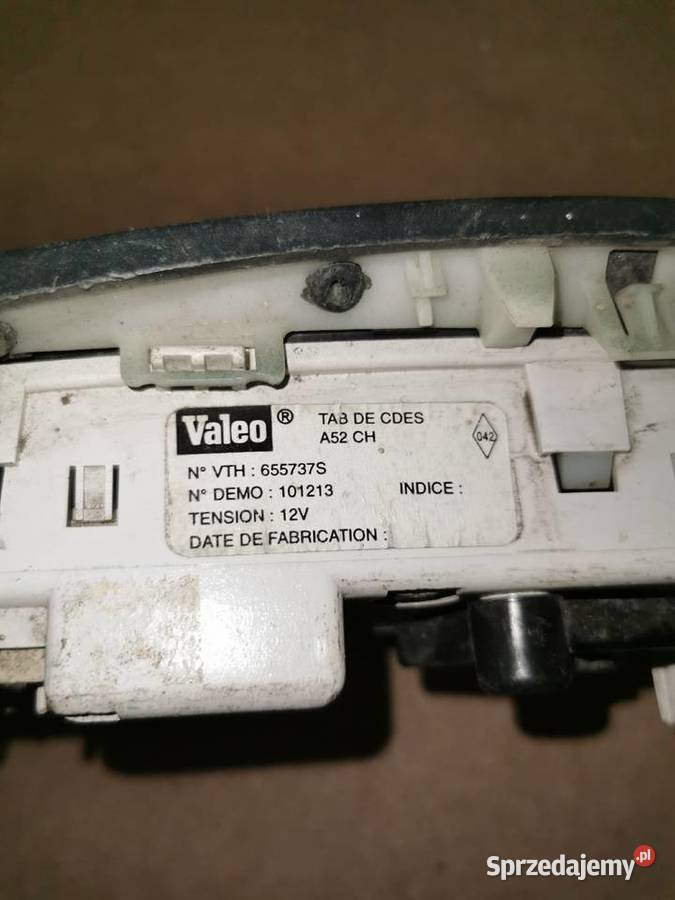 Valeo® TAB DE CDES
A52 CH
042
N° VTH : 655737S
N° DEMO : 101213 INDICE :
TENSION : 12V
DATE DE FABRICATION :
Sprzedajemy.pl